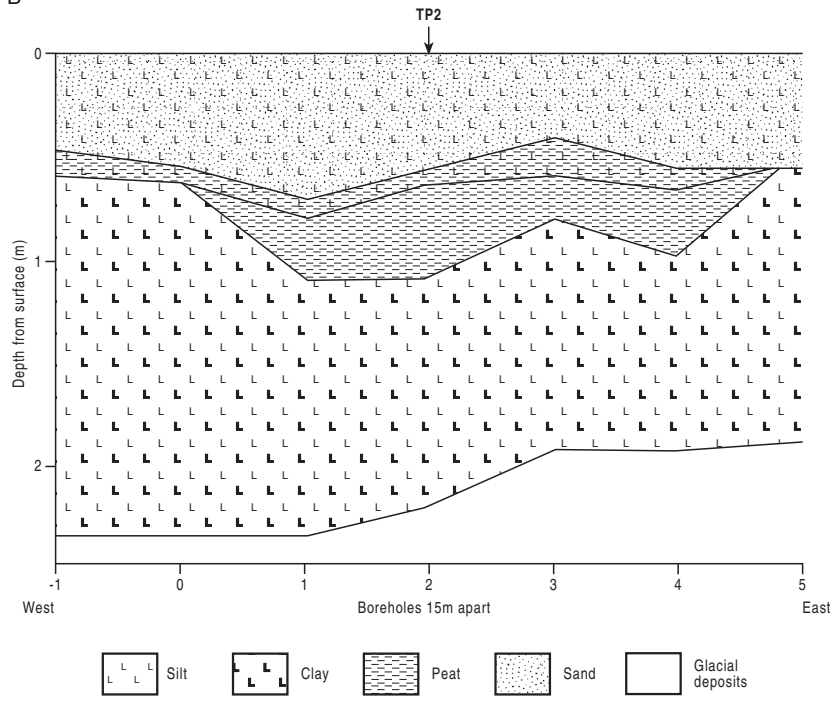 TP2
0
1
2
Depth from surface (m)
-1 0 1 2 3 4 5
West Boreholes 15m apart East
Silt Clay Peat Sand Glacial
deposits